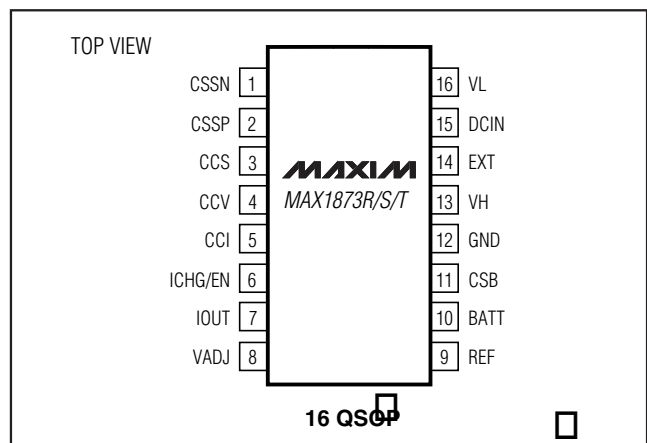 TOP VIEW
CSSN 1 16 VL
CSSP 2 15 DCIN
CCS 3 14 EXT
MAXIM
CCV 4 MAX1873R/S/T 13 VH
CCI 5 12 GND
ICHG/EN 6 11 CSB
IOUT 7 10 BATT
VADJ 8 9 REF
16 QSOP